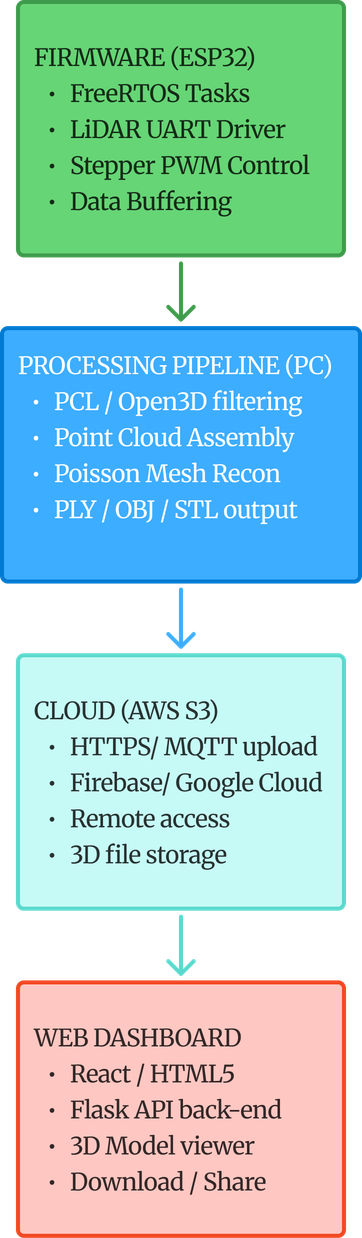 FIRMWARE (ESP32)
• FreeRTOS Tasks
• LiDAR UART Driver
• Stepper PWM Control
• Data Buffering
PROCESSING PIPELINE (PC)
• PCL / Open3D filtering
• Point Cloud Assembly
• Poisson Mesh Recon
• PLY / OBJ / STL output
CLOUD (AWS S3)
• HTTPS/ MQTT upload
• Firebase/ Google Cloud
• Remote access
• 3D file storage
WEB DASHBOARD
• React / HTML5
• Flask API back-end
• 3D Model viewer
• Download / Share